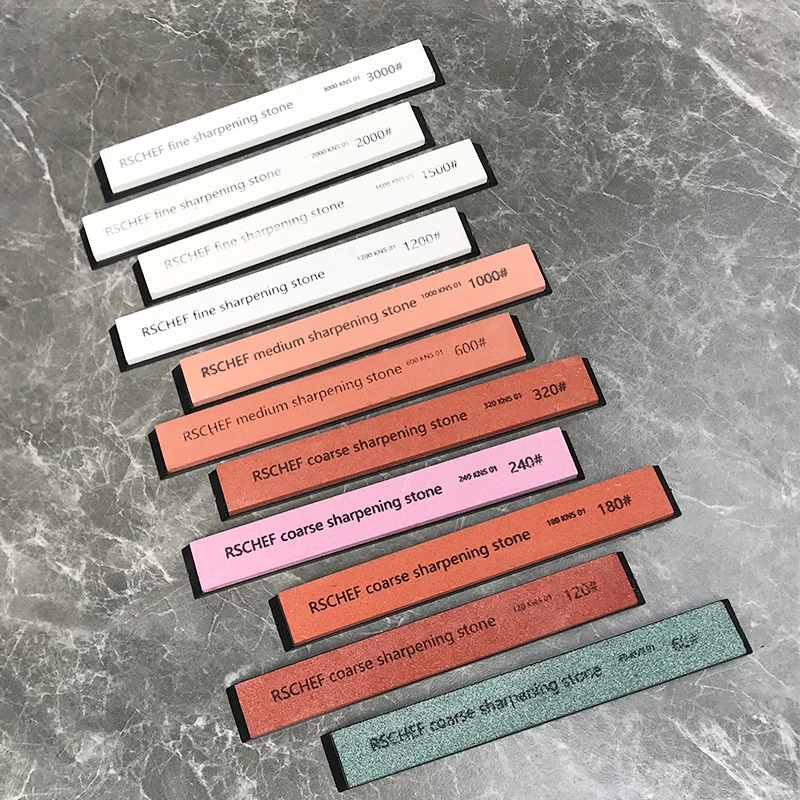 RSCHEF fine sharpening stone 3000 KNS 01 3000#
RSCHEF fine sharpening stone 2000 KNS 01 2000#
RSCHEF fine sharpening stone 1500 KNS 01 1500#
RSCHEF fine sharpening stone 1200 KNS 01 1200#
RSCHEF medium sharpening stone 1000 KNS 01 1000#
RSCHEF medium sharpening stone 600 KNS 01 600#
RSCHEF coarse sharpening stone 320 KNS 01 320#
RSCHEF coarse sharpening stone 240 KNS 01 240#
RSCHEF coarse sharpening stone 180 KNS 01 180#
RSCHEF coarse sharpening stone 120 KNS 01 120#
RSCHEF coarse sharpening stone